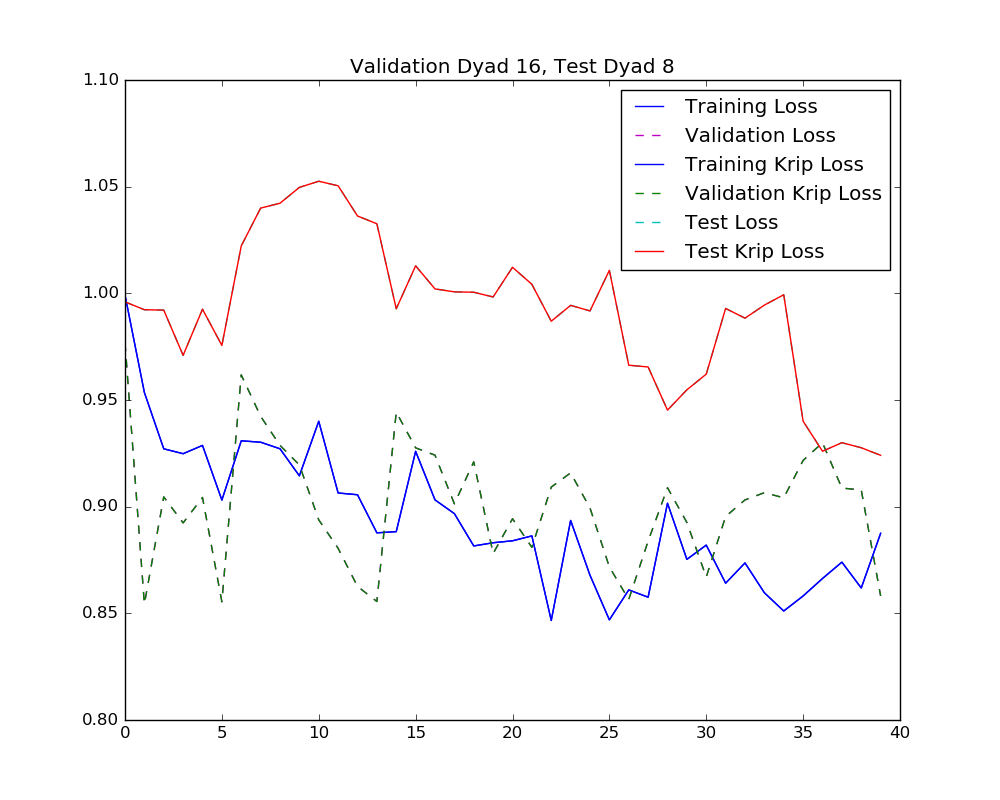 Validation Dyad 16, Test Dyad 8
1.10
1.05
1.00
0.95
0.90
0.85
0.80
0
5
10
15
20
25
30
35
40
Training Loss
Validation Loss
Training Krip Loss
Validation Krip Loss
Test Loss
Test Krip Loss